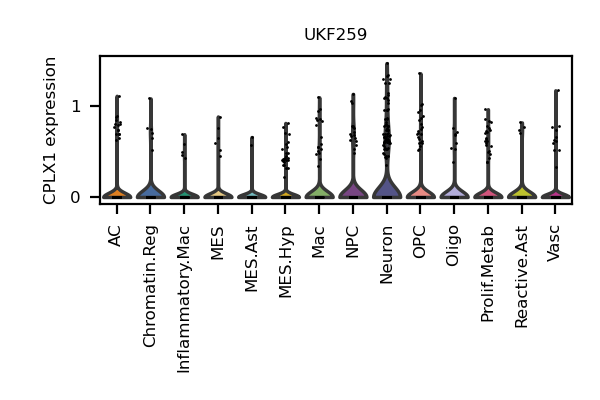 UKF259
CPLX1 expression
1
0
AC
Chromatin.Reg
Inflammatory.Mac
MES
MES.Ast
MES.Hyp
Mac
NPC
Neuron
OPC
Oligo
Prolif.Metab
Reactive.Ast
Vasc